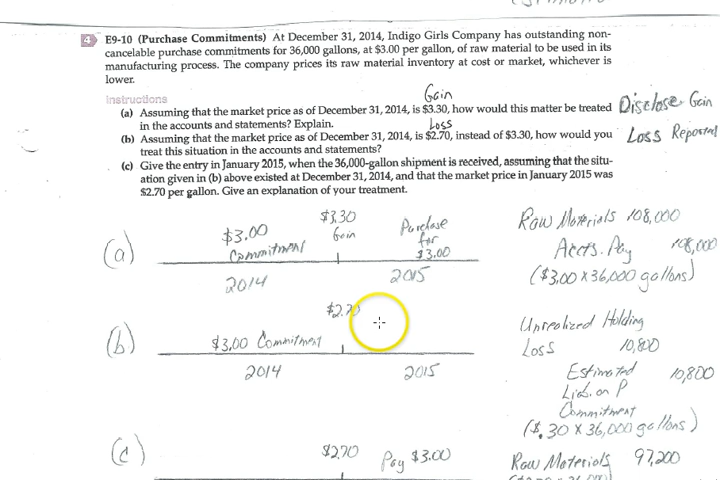 4 E9-10 (Purchase Commitments) At December 31, 2014, Indigo Girls Company has outstanding non-
cancelable purchase commitments for 36,000 gallons, at $3.00 per gallon, of raw material to be used in its
manufacturing process. The company prices its raw material inventory at cost or market, whichever is
lower.
Instructions
Gain
(a) Assuming that the market price as of December 31, 2014, is $3.30, how would this matter be treated
Disclose Gain
in the accounts and statements? Explain.
Loss
(b) Assuming that the market price as of December 31, 2014, is $2.70, instead of $3.30, how would you
Loss Reported
treat this situation in the accounts and statements?
(c) Give the entry in January 2015, when the 36,000-gallon shipment is received, assuming that the situ-
ation given in (b) above existed at December 31, 2014, and that the market price in January 2015 was
$2.70 per gallon. Give an explanation of your treatment.
(a)
$3.00
Commitment
$3.30
Gain
Purchase
for
$3.00
2014
2015
Raw Materials 108,000
Accts. Pay 108,000
($3.00 X 36,000 gallons)
(b)
$2.70
$3.00 Commitment
2014
2015
Unrealized Holding
Loss 10,800
Estimated 10,800
Liab. on P
Commitment
($.30 X 36,000 gallons)
(c)
$2.70
Pay $3.00
Raw Materials 97,200